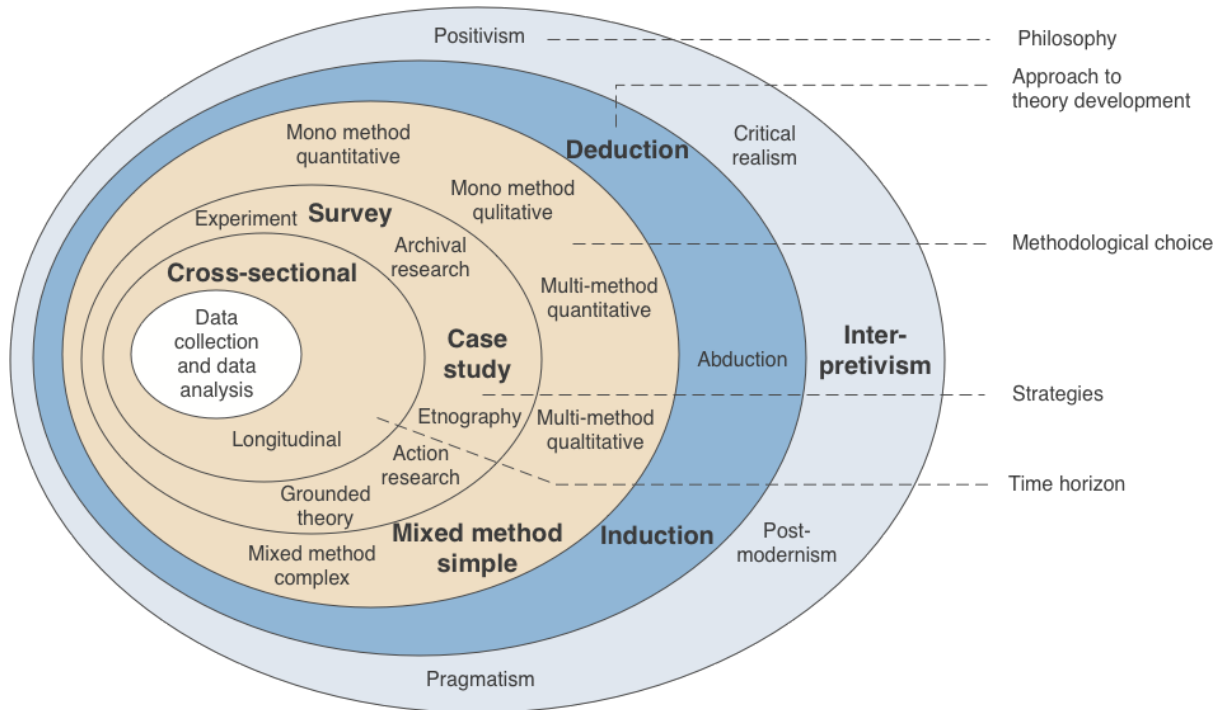 Positivism
Philosophy
Approach to
theory development
Mono method
quantitative
Deduction
Critical
realism
Mono method
qulitative
Experiment
Survey
Archival
research
Methodological choice
Cross-sectional
Multi-method
quantitative
Data
collection
and data
analysis
Case
study
Abduction
Inter-
pretivism
Strategies
Etnography
Multi-method
qualtitative
Longitudinal
Action
research
Time horizon
Grounded
theory
Mixed method
simple
Induction
Post-
modernism
Mixed method
complex
Pragmatism